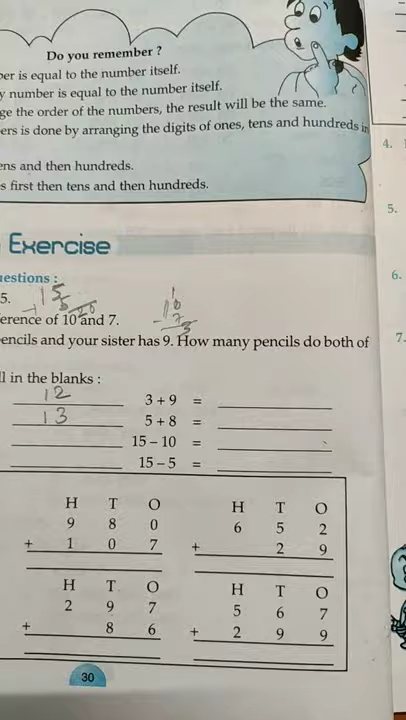 Do you remember ?
ber is equal to the number itself.
y number is equal to the number itself.
ge the order of the numbers, the result will be the same.
ers is done by arranging the digits of ones, tens and hundreds in
ens and then hundreds.
s first then tens and then hundreds.
4.
5.
Exercise
uestions :
6.
5.
erence of 10 and 7.
encils and your sister has 9. How many pencils do both of
7.
ll in the blanks :
12 3 + 9 =
13 5 + 8 =
15 – 10 =
15 – 5 =
H T O H T O
9 8 0 6 5 2
+ 1 0 7 + 2 9
H T O H T O
2 9 7 5 6 7
+ 8 6 + 2 9 9
30